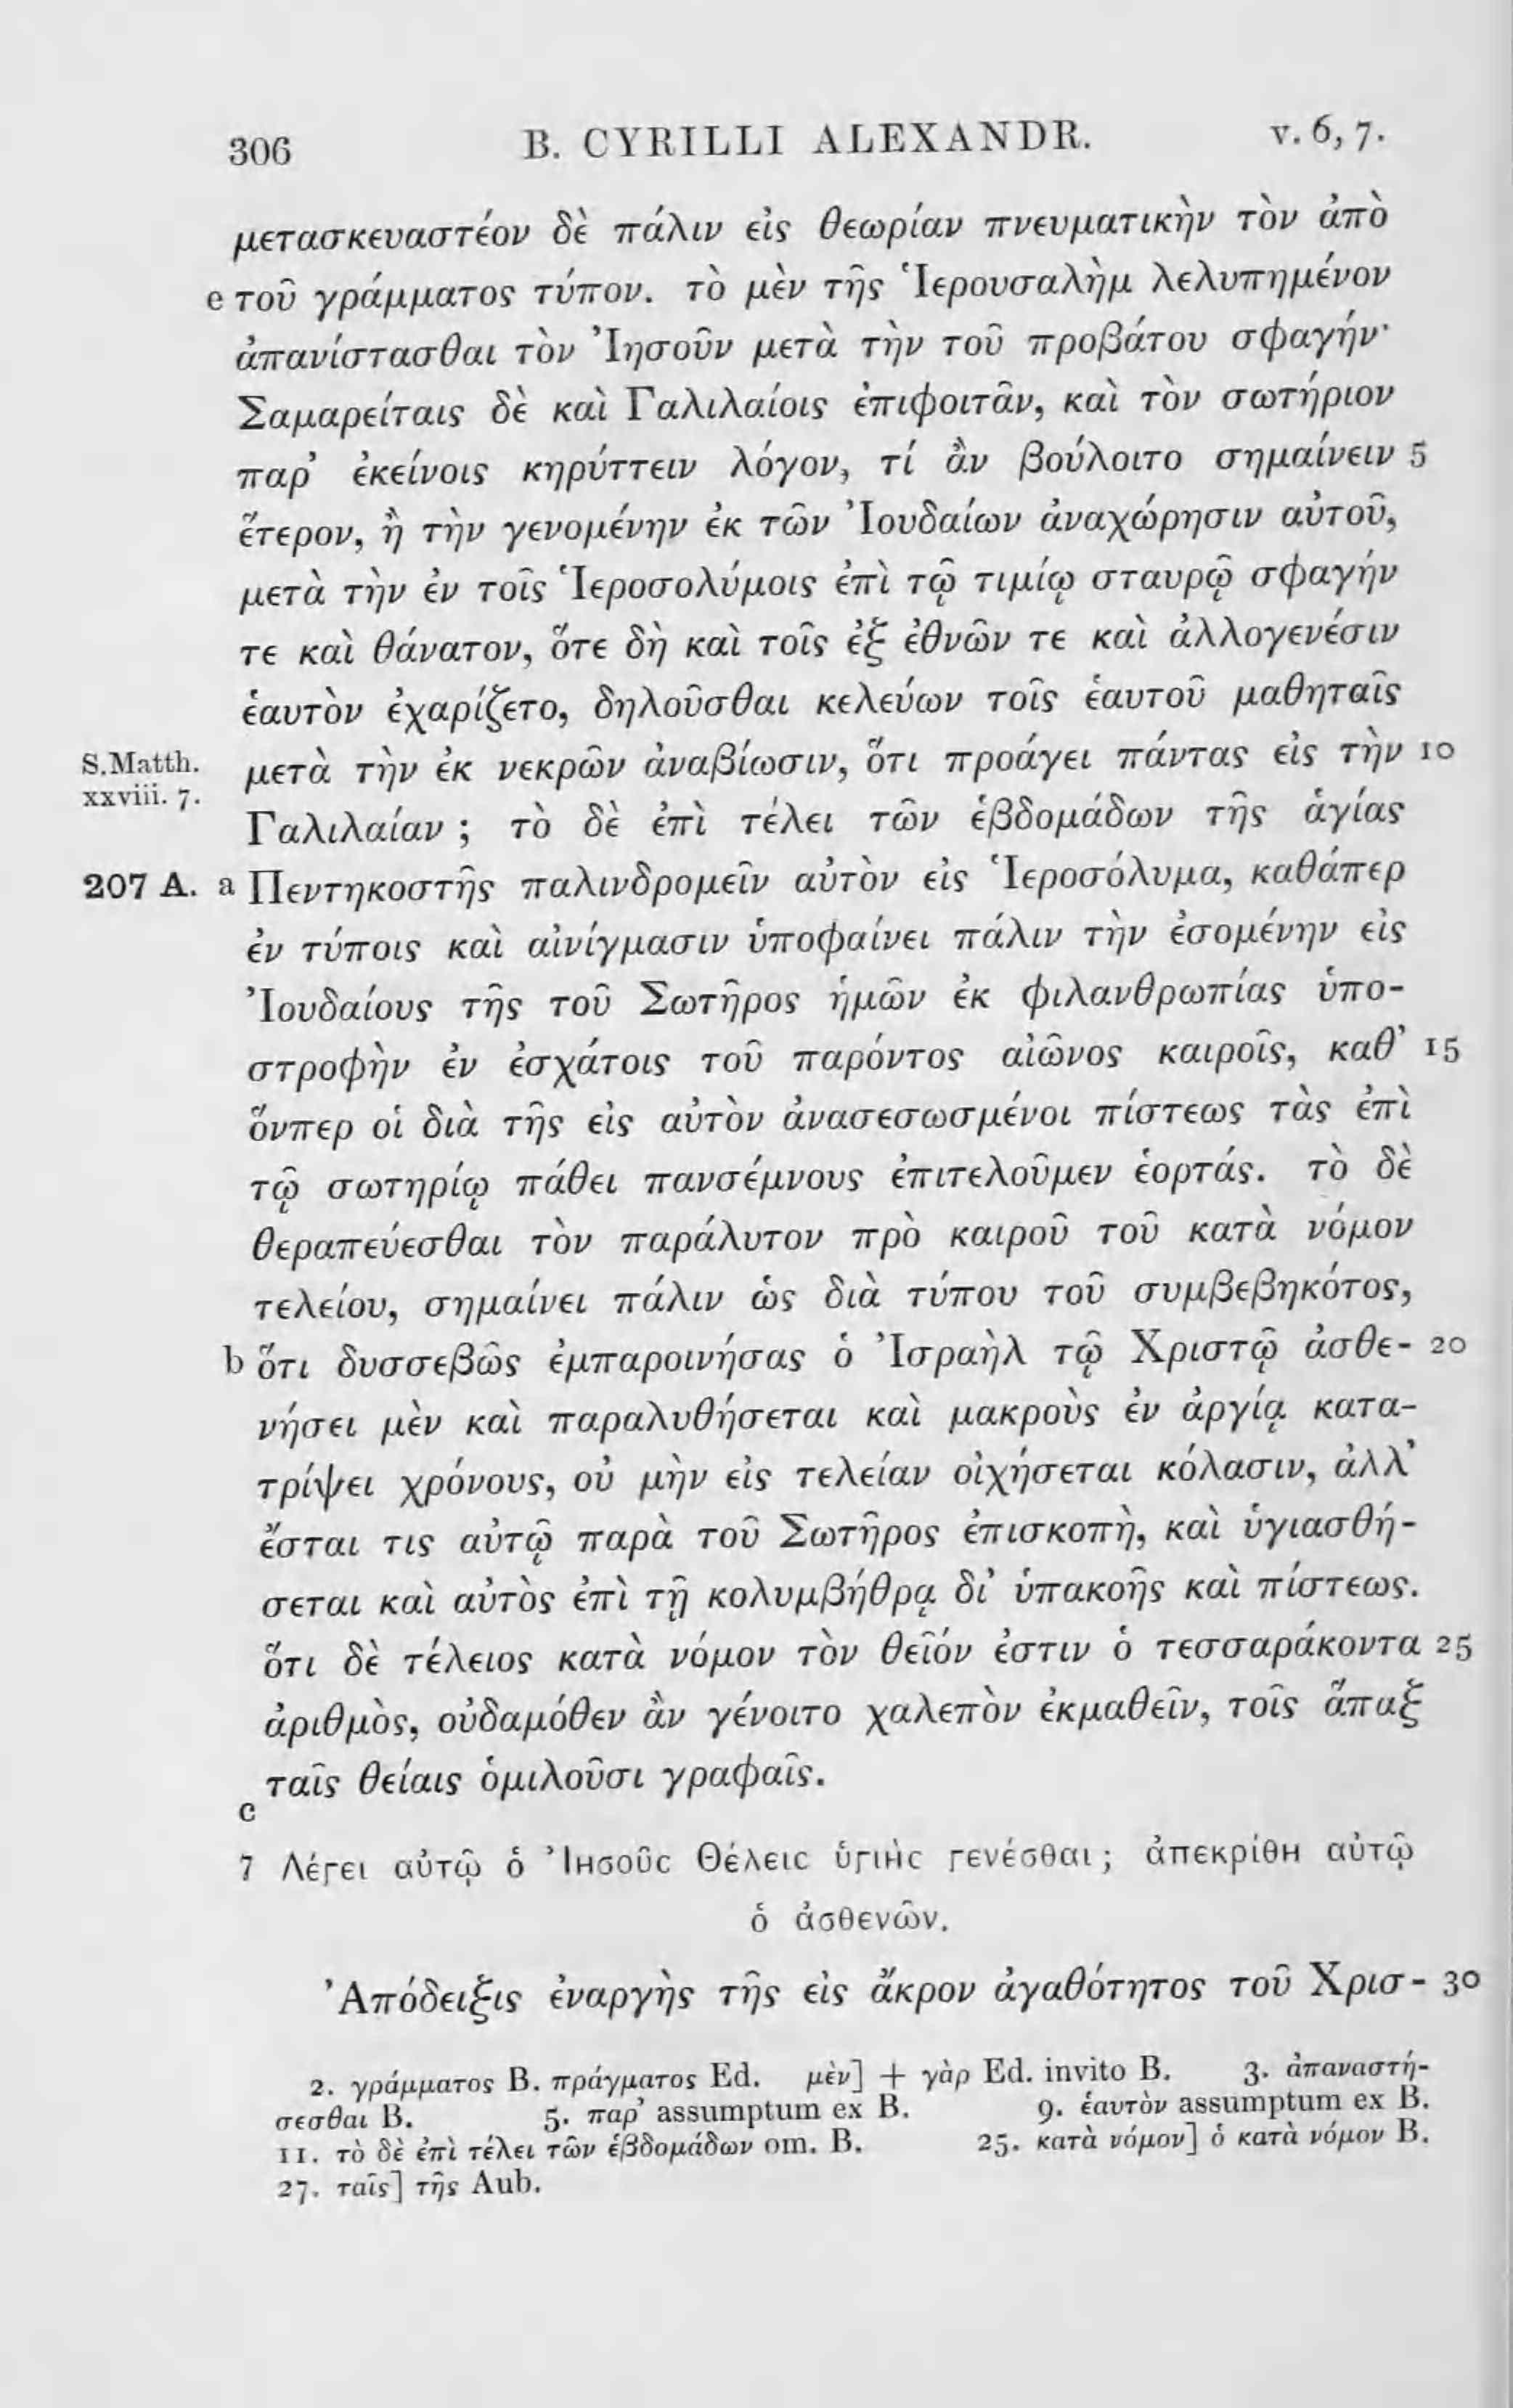 306 B. CYRILLI ALEXANDR. v. 6, 7.
μετασκευαστέον δὲ πάλιν εἰς θεωρίαν πνευματικὴν τὸν ἀπὸ
e τοῦ γράμματος τύπον. τὸ μὲν τῆς Ἱερουσαλὴμ λελυπημένον
ἀπανίστασθαι τὸν Ἰησοῦν μετὰ τὴν τοῦ προβάτου σφαγήν·
Σαμαρείταις δὲ καὶ Γαλιλαίοις ἐπιφοιτᾶν, καὶ τὸν σωτήριον
παρ’ ἐκείνοις κηρύττειν λόγον, τί ἂν βούλοιτο σημαίνειν 5
ἕτερον, ἢ τὴν γενομένην ἐκ τῶν Ἰουδαίων ἀναχώρησιν αὐτοῦ,
μετὰ τὴν ἐν τοῖς Ἱεροσολύμοις ἐπὶ τῷ τιμίῳ σταυρῷ σφαγήν
τε καὶ θάνατον, ὅτε δὴ καὶ τοῖς ἐξ ἐθνῶν τε καὶ ἀλλογενέσιν
ἑαυτὸν ἐχαρίζετο, δηλοῦσθαι κελεύων τοῖς ἑαυτοῦ μαθηταῖς
S.Matth. μετὰ τὴν ἐκ νεκρῶν ἀναβίωσιν, ὅτι προάγει πάντας εἰς τὴν 10
xxviii. 7.
Γαλιλαίαν ; τὸ δὲ ἐπὶ τέλει τῶν ἑβδομάδων τῆς ἁγίας
207 A. a Πεντηκοστῆς παλινδρομεῖν αὐτὸν εἰς Ἱεροσόλυμα, καθάπερ
ἐν τύποις καὶ αἰνίγμασιν ὑποφαίνει πάλιν τὴν ἐσομένην εἰς
Ἰουδαίους τῆς τοῦ Σωτῆρος ἡμῶν ἐκ φιλανθρωπίας ὑπο-
στροφὴν ἐν ἐσχάτοις τοῦ παρόντος αἰῶνος καιροῖς, καθ’ 15
ὅνπερ οἱ διὰ τῆς εἰς αὐτὸν ἀνασεσωσμένοι πίστεως τὰς ἐπὶ
τῷ σωτηρίῳ πάθει πανσέμνους ἐπιτελοῦμεν ἑορτάς. τὸ δὲ
θεραπεύεσθαι τὸν παράλυτον πρὸ καιροῦ τοῦ κατὰ νόμον
τελείου, σημαίνει πάλιν ὡς διὰ τύπου τοῦ συμβεβηκότος,
b ὅτι δυσσεβῶς ἐμπαροινήσας ὁ Ἰσραὴλ τῷ Χριστῷ ἀσθε- 20
νήσει μὲν καὶ παραλυθήσεται καὶ μακροὺς ἐν ἀργίᾳ κατα-
τρίψει χρόνους, οὐ μὴν εἰς τελείαν οἰχήσεται κόλασιν, ἀλλ’
ἔσται τις αὐτῷ παρὰ τοῦ Σωτῆρος ἐπισκοπὴ, καὶ ὑγιασθή-
σεται καὶ αὐτὸς ἐπὶ τῇ κολυμβήθρᾳ δι’ ὑπακοῆς καὶ πίστεως.
ὅτι δὲ τέλειος κατὰ νόμον τὸν θεῖόν ἐστιν ὁ τεσσαράκοντα 25
ἀριθμὸς, οὐδαμόθεν ἂν γένοιτο χαλεπὸν ἐκμαθεῖν, τοῖς ἅπαξ
ταῖς θείαις ὁμιλοῦσι γραφαῖς.
c
7 Λέγει αὐτῷ ὁ Ἰησοῦς Θέλεις ὑγιὴς γενέσθαι; ἀπεκρίθη αὐτῷ
ὁ ἀσθενῶν.
Ἀπόδειξις ἐναργὴς τῆς εἰς ἄκρον ἀγαθότητος τοῦ Χρισ- 30
2. γράμματος B. πράγματος Ed. μὲν] + γὰρ Ed. invito B. 3. ἀπαναστή-
σεσθαι B. 5. παρ’ assumptum ex B. 9. ἑαυτὸν assumptum ex B.
11. τὸ δὲ ἐπὶ τέλει τῶν ἑβδομάδων om. B. 25. κατὰ νόμον] ὁ κατὰ νόμον B.
27. ταῖς] τῆς Aub.